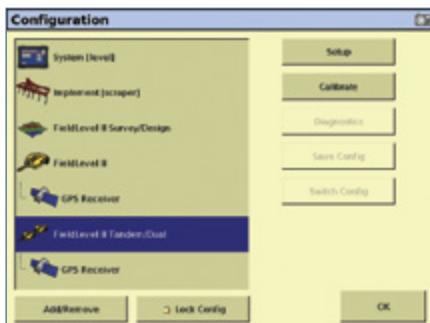 Configuration
System [level]
Implement [scraper]
FieldLevel II Survey/Design
FieldLevel II
GPS Receiver
FieldLevel II Tandem/Dual
GPS Receiver
Setup
Calibrate
Diagnostics
Save Config
Switch Config
Add/Remove
Lock Config
OK